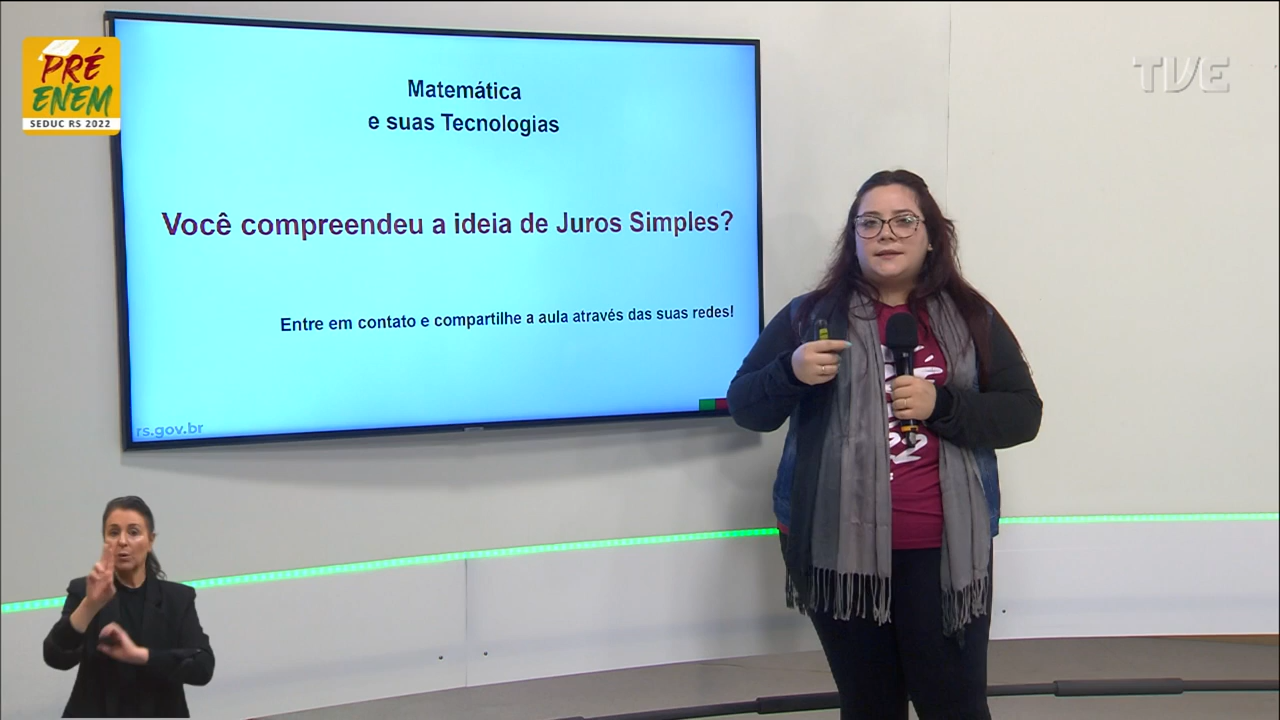 PRÉ
ENEM
SEDUC RS 2022
TVE
Matemática
e suas Tecnologias
Você compreendeu a ideia de Juros Simples?
Entre em contato e compartilhe a aula através das suas redes!
rs.gov.br